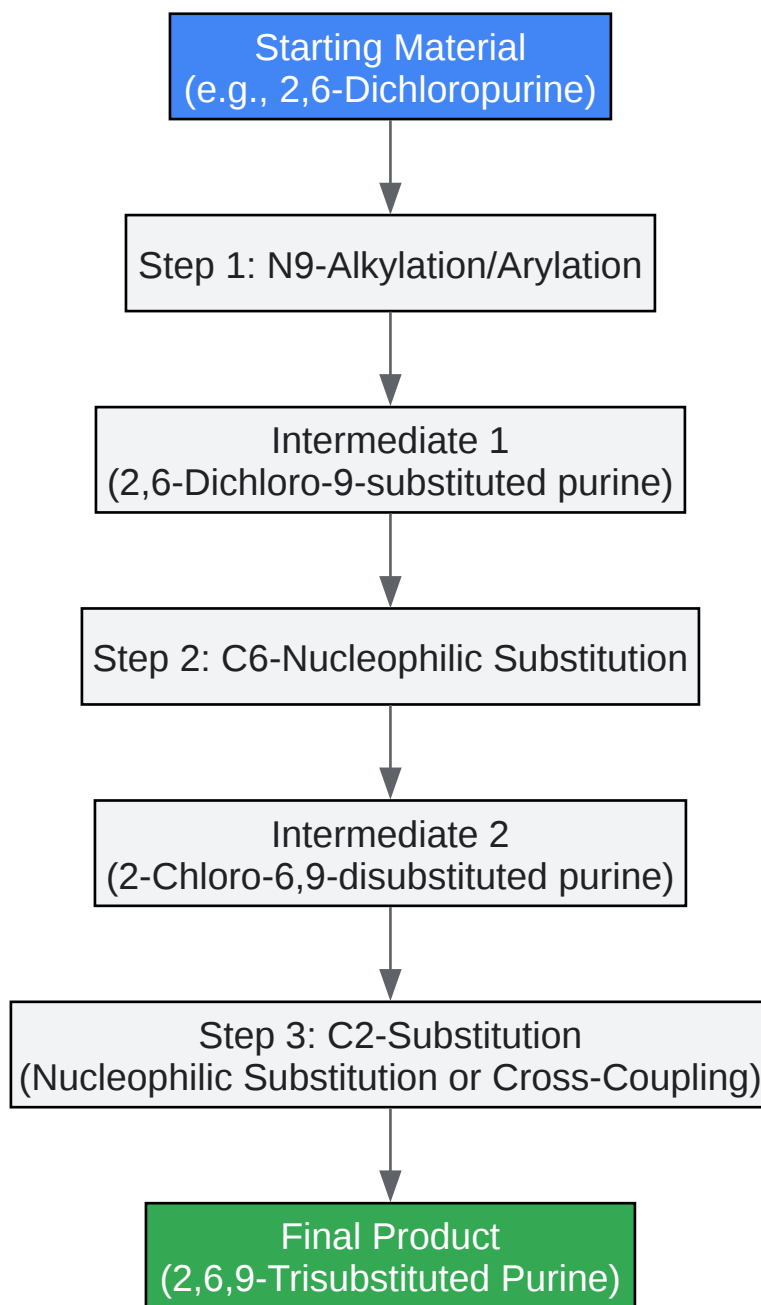 Starting Material
(e.g., 2,6-Dichloropurine)
Step 1: N9-Alkylation/Arylation
Intermediate 1
(2,6-Dichloro-9-substituted purine)
Step 2: C6-Nucleophilic Substitution
Intermediate 2
(2-Chloro-6,9-disubstituted purine)
Step 3: C2-Substitution
(Nucleophilic Substitution or Cross-Coupling)
Final Product
(2,6,9-Trisubstituted Purine)